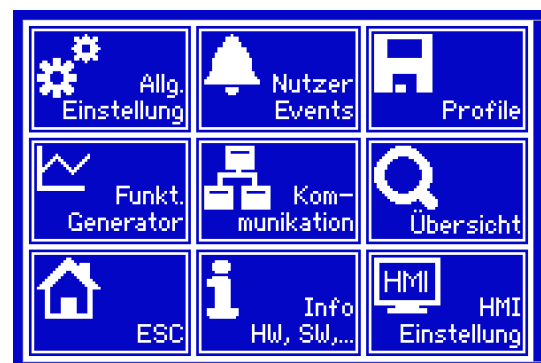 Allg.
Einstellung
Nutzer
Events
Profile
Funkt.
Generator
Kom-
munikation
Übersicht
ESC
Info
HW, SW,...
HMI
HMI
Einstellung